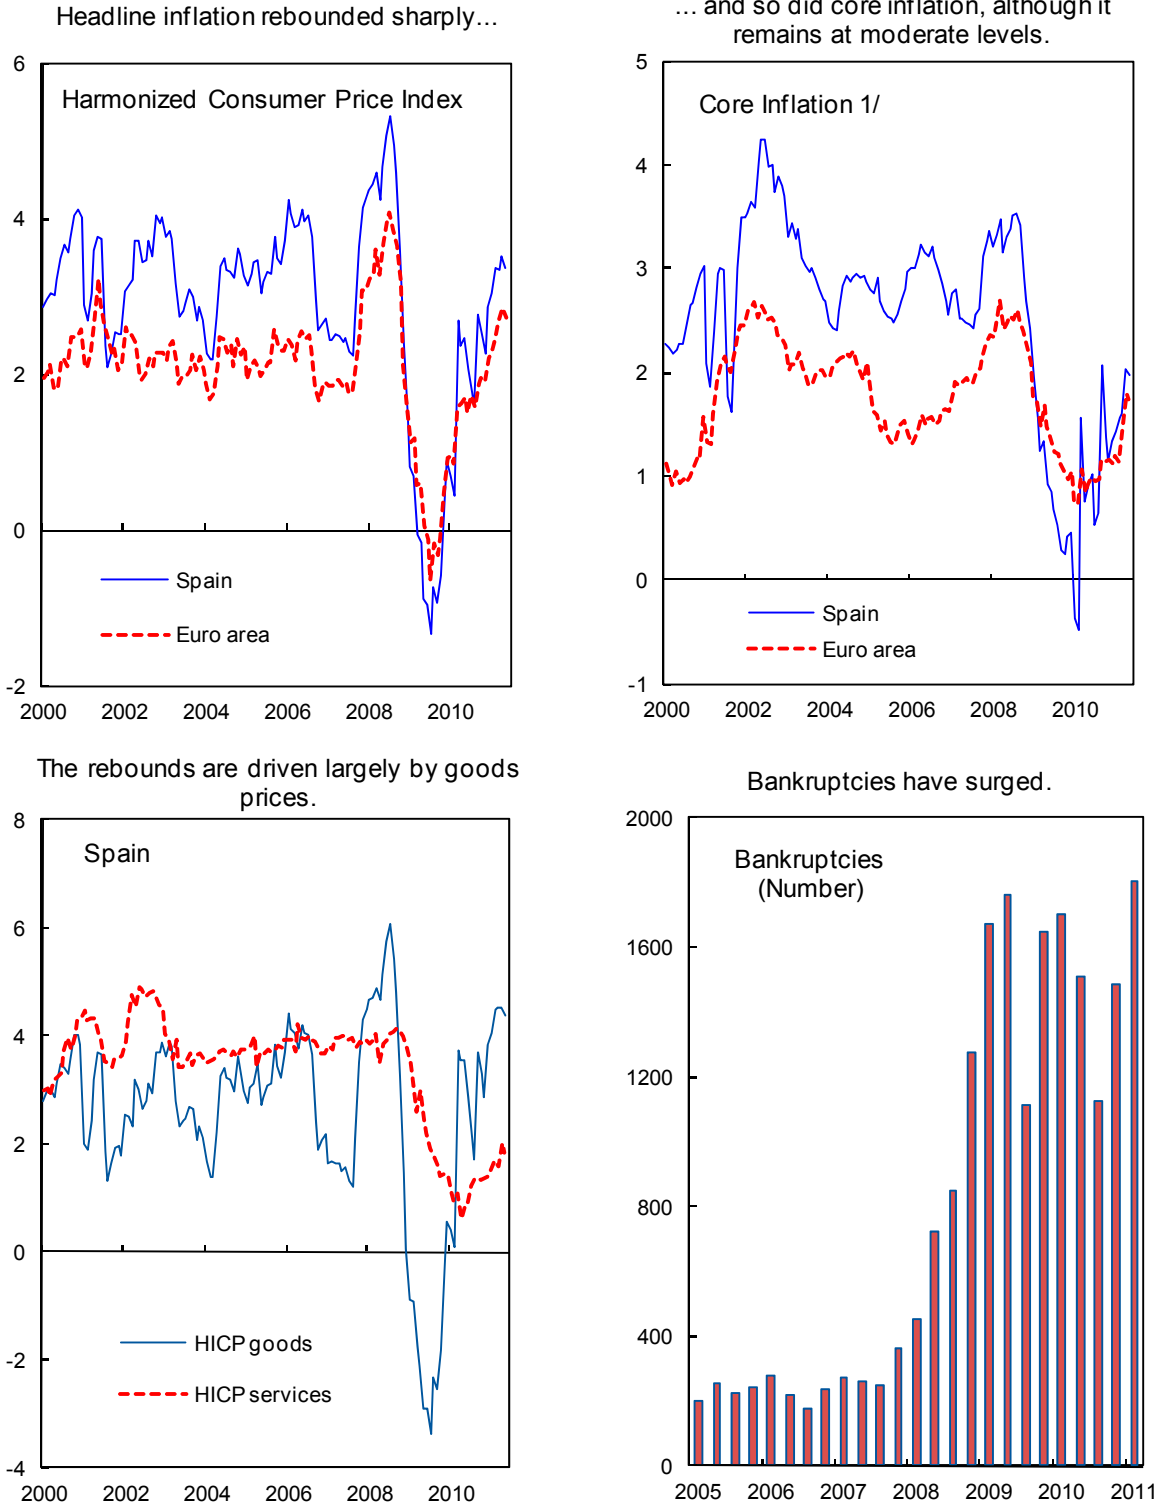 Headline inflation rebounded sharply...
6
Harmonized Consumer Price Index
4
2
0
Spain
Euro area
-2
2000 2002 2004 2006 2008 2010
... and so did core inflation, although it
remains at moderate levels.
5
Core Inflation 1/
4
3
2
1
0
Spain
Euro area
-1
2000 2002 2004 2006 2008 2010
The rebounds are driven largely by goods
prices.
8
Spain
6
4
2
0
HICP goods
-2
HICP services
-4
2000 2002 2004 2006 2008 2010
Bankruptcies have surged.
2000
Bankruptcies
(Number)
1600
1200
800
400
0
2005 2006 2007 2008 2009 2010 2011